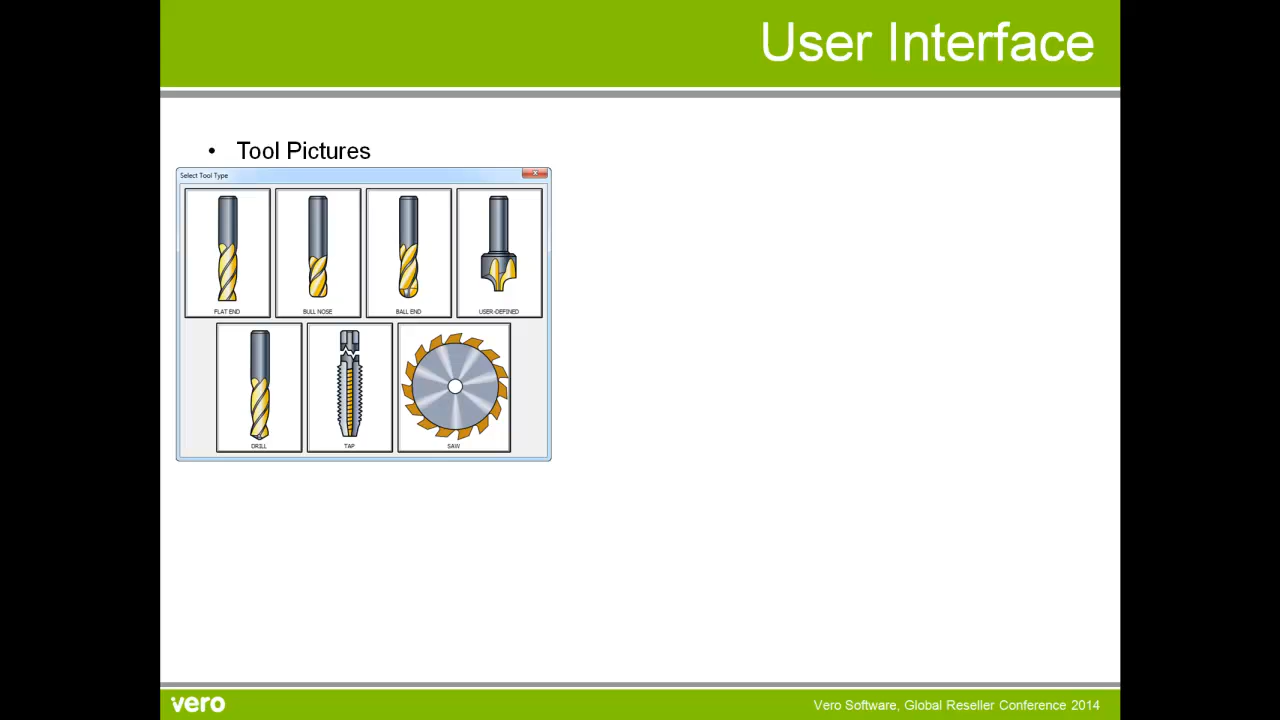 User Interface
• Tool Pictures
Select Tool Type
FLAT END
BULL NOSE
BALL END
USER-DEFINED
DRILL
TAP
SAW
vero
Vero Software, Global Reseller Conference 2014